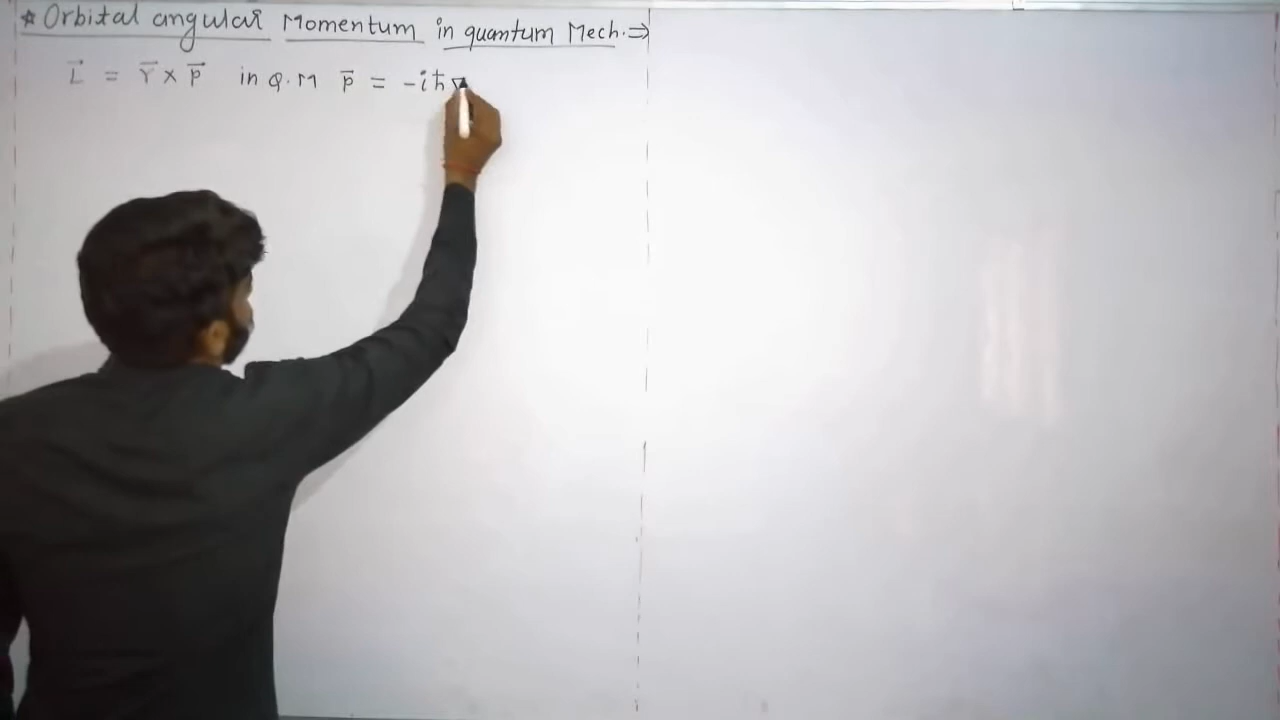 * Orbital angular Momentum in quantum Mech. ⇒
L⃗ = r⃗ × p⃗ in Q.M p⃗ = -iħ∇